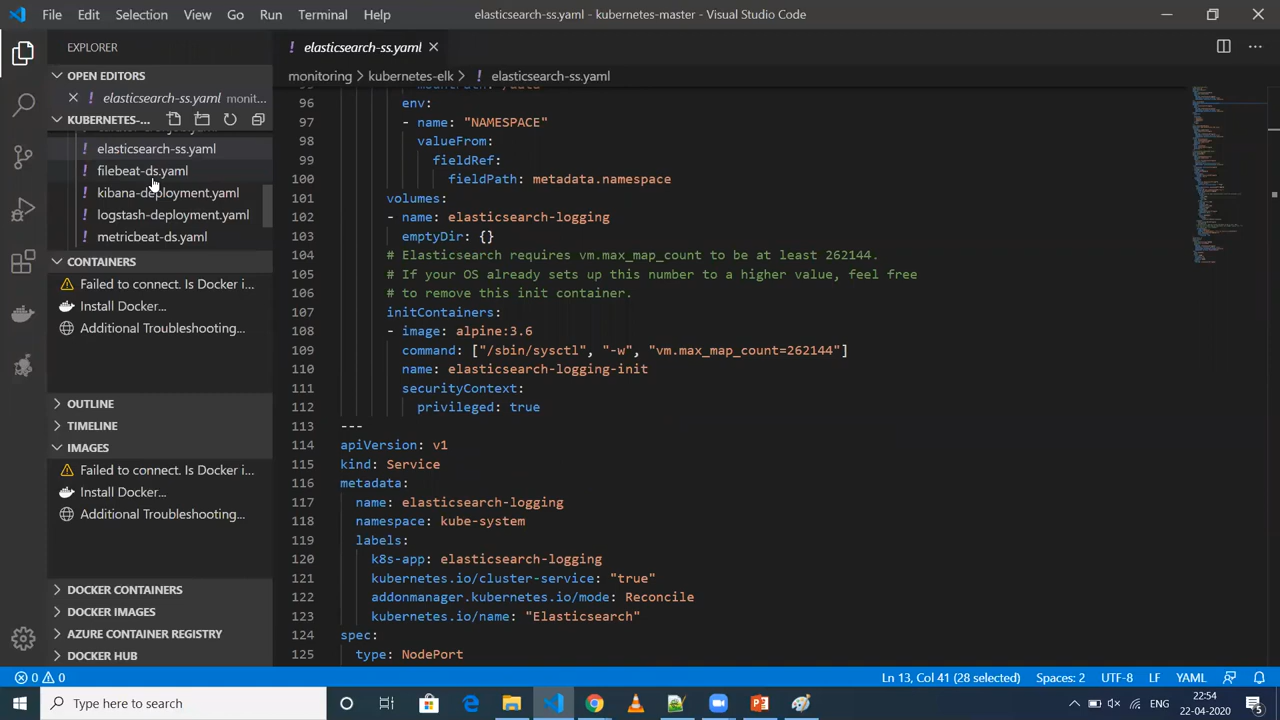 File Edit Selection View Go Run Terminal Help
elasticsearch-ss.yaml - kubernetes-master - Visual Studio Code
EXPLORER
OPEN EDITORS
elasticsearch-ss.yaml monit...
KUBERNETES-...
elasticsearch-ss.yaml
filebeat-ds.yaml
kibana-deployment.yaml
logstash-deployment.yaml
metricbeat-ds.yaml
CONTAINERS
Failed to connect. Is Docker i...
Install Docker...
Additional Troubleshooting...
OUTLINE
TIMELINE
IMAGES
Failed to connect. Is Docker i...
Install Docker...
Additional Troubleshooting...
DOCKER CONTAINERS
DOCKER IMAGES
AZURE CONTAINER REGISTRY
DOCKER HUB
! elasticsearch-ss.yaml
monitoring > kubernetes-elk > ! elasticsearch-ss.yaml
96 env:
97 - name: "NAMESPACE"
98 valueFrom:
99 fieldRef:
100 fieldPath: metadata.namespace
101 volumes:
102 - name: elasticsearch-logging
103 emptyDir: {}
104 # Elasticsearch requires vm.max_map_count to be at least 262144.
105 # If your OS already sets up this number to a higher value, feel free
106 # to remove this init container.
107 initContainers:
108 - image: alpine:3.6
109 command: ["/sbin/sysctl", "-w", "vm.max_map_count=262144"]
110 name: elasticsearch-logging-init
111 securityContext:
112 privileged: true
113 ---
114 apiVersion: v1
115 kind: Service
116 metadata:
117 name: elasticsearch-logging
118 namespace: kube-system
119 labels:
120 k8s-app: elasticsearch-logging
121 kubernetes.io/cluster-service: "true"
122 addonmanager.kubernetes.io/mode: Reconcile
123 kubernetes.io/name: "Elasticsearch"
124 spec:
125 type: NodePort
0 0
Ln 13, Col 41 (28 selected) Spaces: 2 UTF-8 LF YAML
Type here to search
ENG
22:54
22-04-2020
5